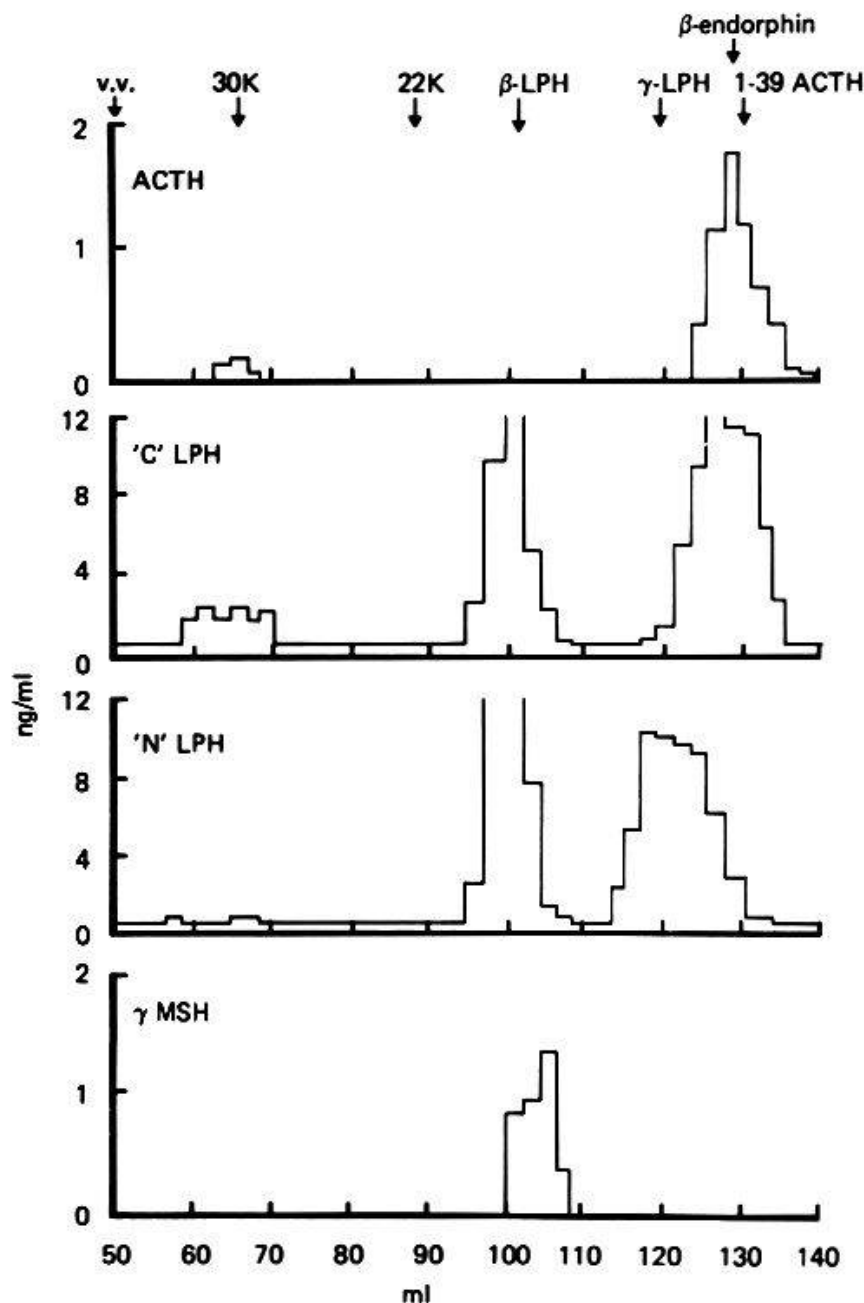 β-endorphin
v.v. 30K 22K β-LPH γ-LPH 1-39 ACTH
2
ACTH
1
0
12
'C' LPH
8
4
0
ng/ml
12
'N' LPH
8
4
0
2
γ MSH
1
0
50 60 70 80 90 100 110 120 130 140
ml